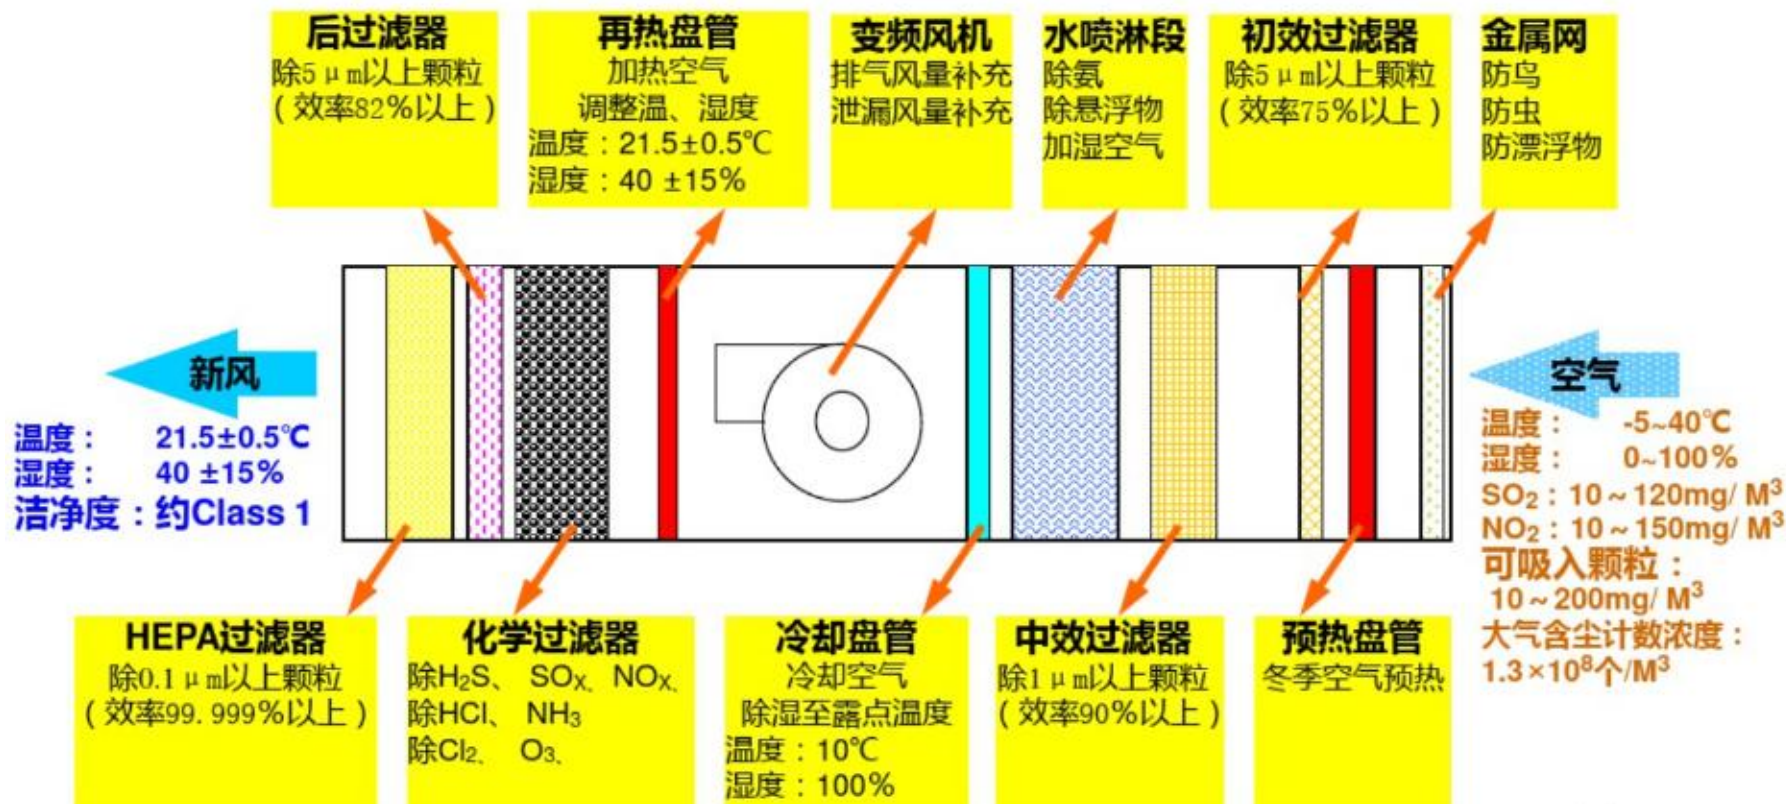 后过滤器
除5μm以上颗粒
（效率82%以上）
再热盘管
加热空气
调整温、湿度
温度：21.5±0.5℃
湿度：40 ±15%
变频风机
排气风量补充
泄漏风量补充
水喷淋段
除氨
除悬浮物
加湿空气
初效过滤器
除5μm以上颗粒
（效率75%以上）
金属网
防鸟
防虫
防漂浮物
新风
温度： 21.5±0.5℃
湿度： 40 ±15%
洁净度：约Class 1
空气
温度： -5~40℃
湿度： 0~100%
SO₂：10～120mg/ M³
NO₂：10～150mg/ M³
可吸入颗粒：
10～200mg/ M³
大气含尘计数浓度：
1.3×10⁸个/M³
HEPA过滤器
除0.1μm以上颗粒
（效率99.999%以上）
化学过滤器
除H₂S、 SOx、 NOx、
除HCl、 NH₃
除Cl₂、 O₃、
冷却盘管
冷却空气
除湿至露点温度
温度：10℃
湿度：100%
中效过滤器
除1μm以上颗粒
（效率90%以上）
预热盘管
冬季空气预热